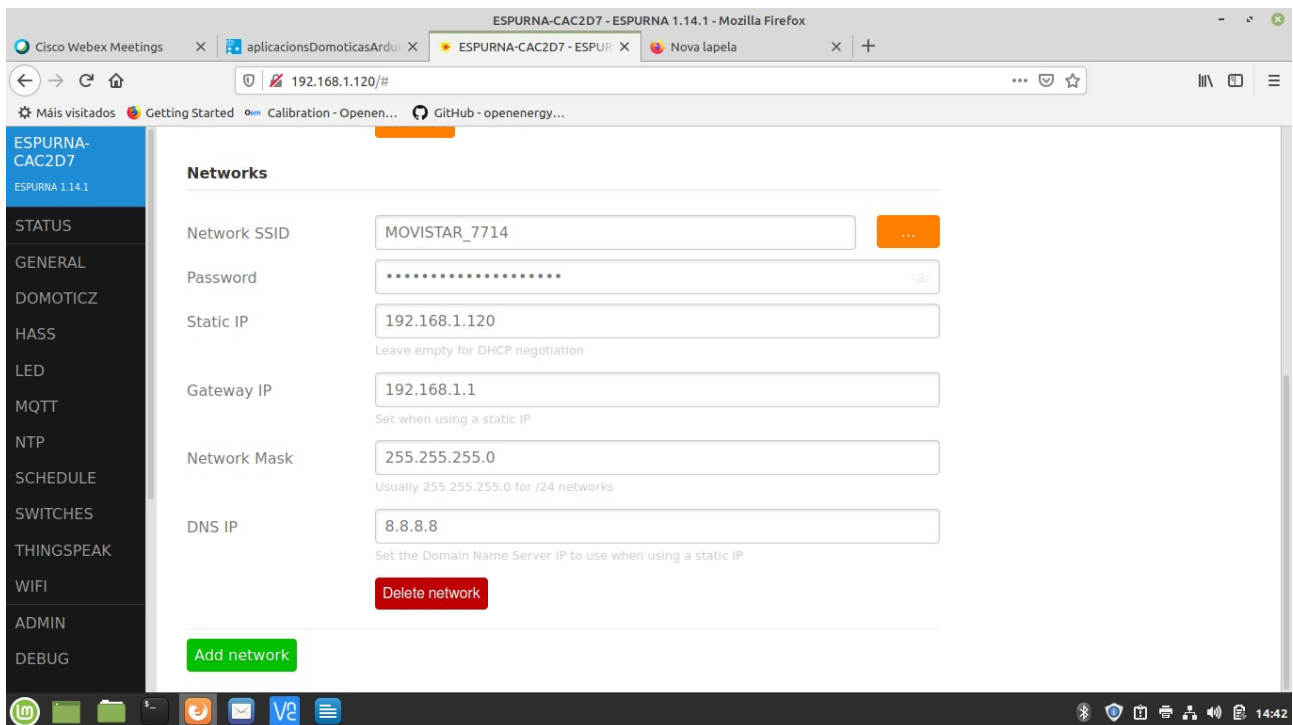 ESPURNA-CAC2D7 - ESPURNA 1.14.1 - Mozilla Firefox
Cisco Webex Meetings
aplicacionsDomoticasArdui
ESPURNA-CAC2D7 - ESPUR
Nova lapela
192.168.1.120/#
Máis visitados
Getting Started
Calibration - Openen...
GitHub - openenergy...
ESPURNA-
CAC2D7
ESPURNA 1.14.1
STATUS
GENERAL
DOMOTICZ
HASS
LED
MQTT
NTP
SCHEDULE
SWITCHES
THINGSPEAK
WIFI
ADMIN
DEBUG
Networks
Network SSID
MOVISTAR_7714
...
Password
••••••••••••••••••••
Static IP
192.168.1.120
Leave empty for DHCP negotiation
Gateway IP
192.168.1.1
Set when using a static IP
Network Mask
255.255.255.0
Usually 255.255.255.0 for /24 networks
DNS IP
8.8.8.8
Set the Domain Name Server IP to use when using a static IP
Delete network
Add network
14:42